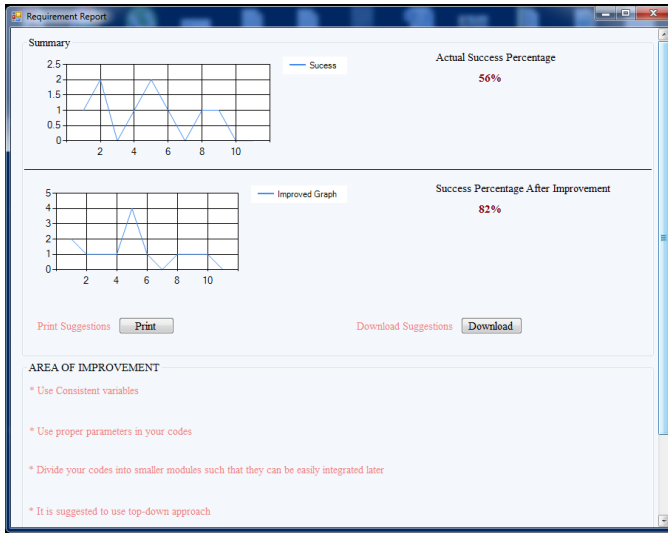 Requirement Report
Summary
2.5
2
1.5
1
0.5
0
2 4 6 8 10
Sucess
Actual Success Percentage
56%
5
4
3
2
1
0
2 4 6 8 10
Improved Graph
Success Percentage After Improvement
82%
Print Suggestions Print
Download Suggestions Download
AREA OF IMPROVEMENT
* Use Consistent variables
* Use proper parameters in your codes
* Divide your codes into smaller modules such that they can be easily integrated later
* It is suggested to use top-down approach